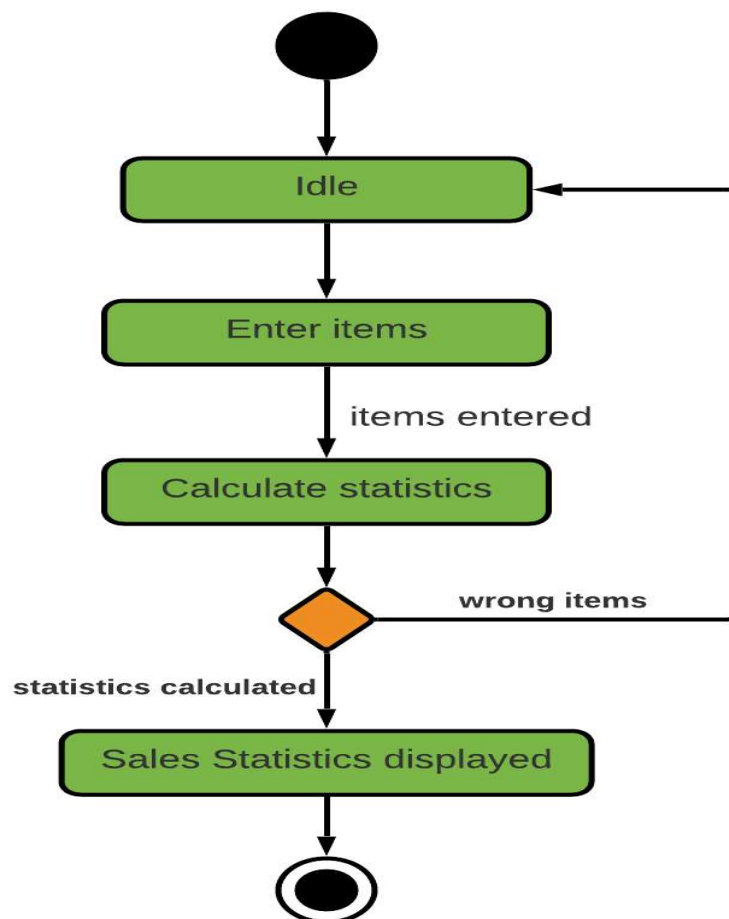 Idle
Enter items
items entered
Calculate statistics
wrong items
statistics calculated
Sales Statistics displayed